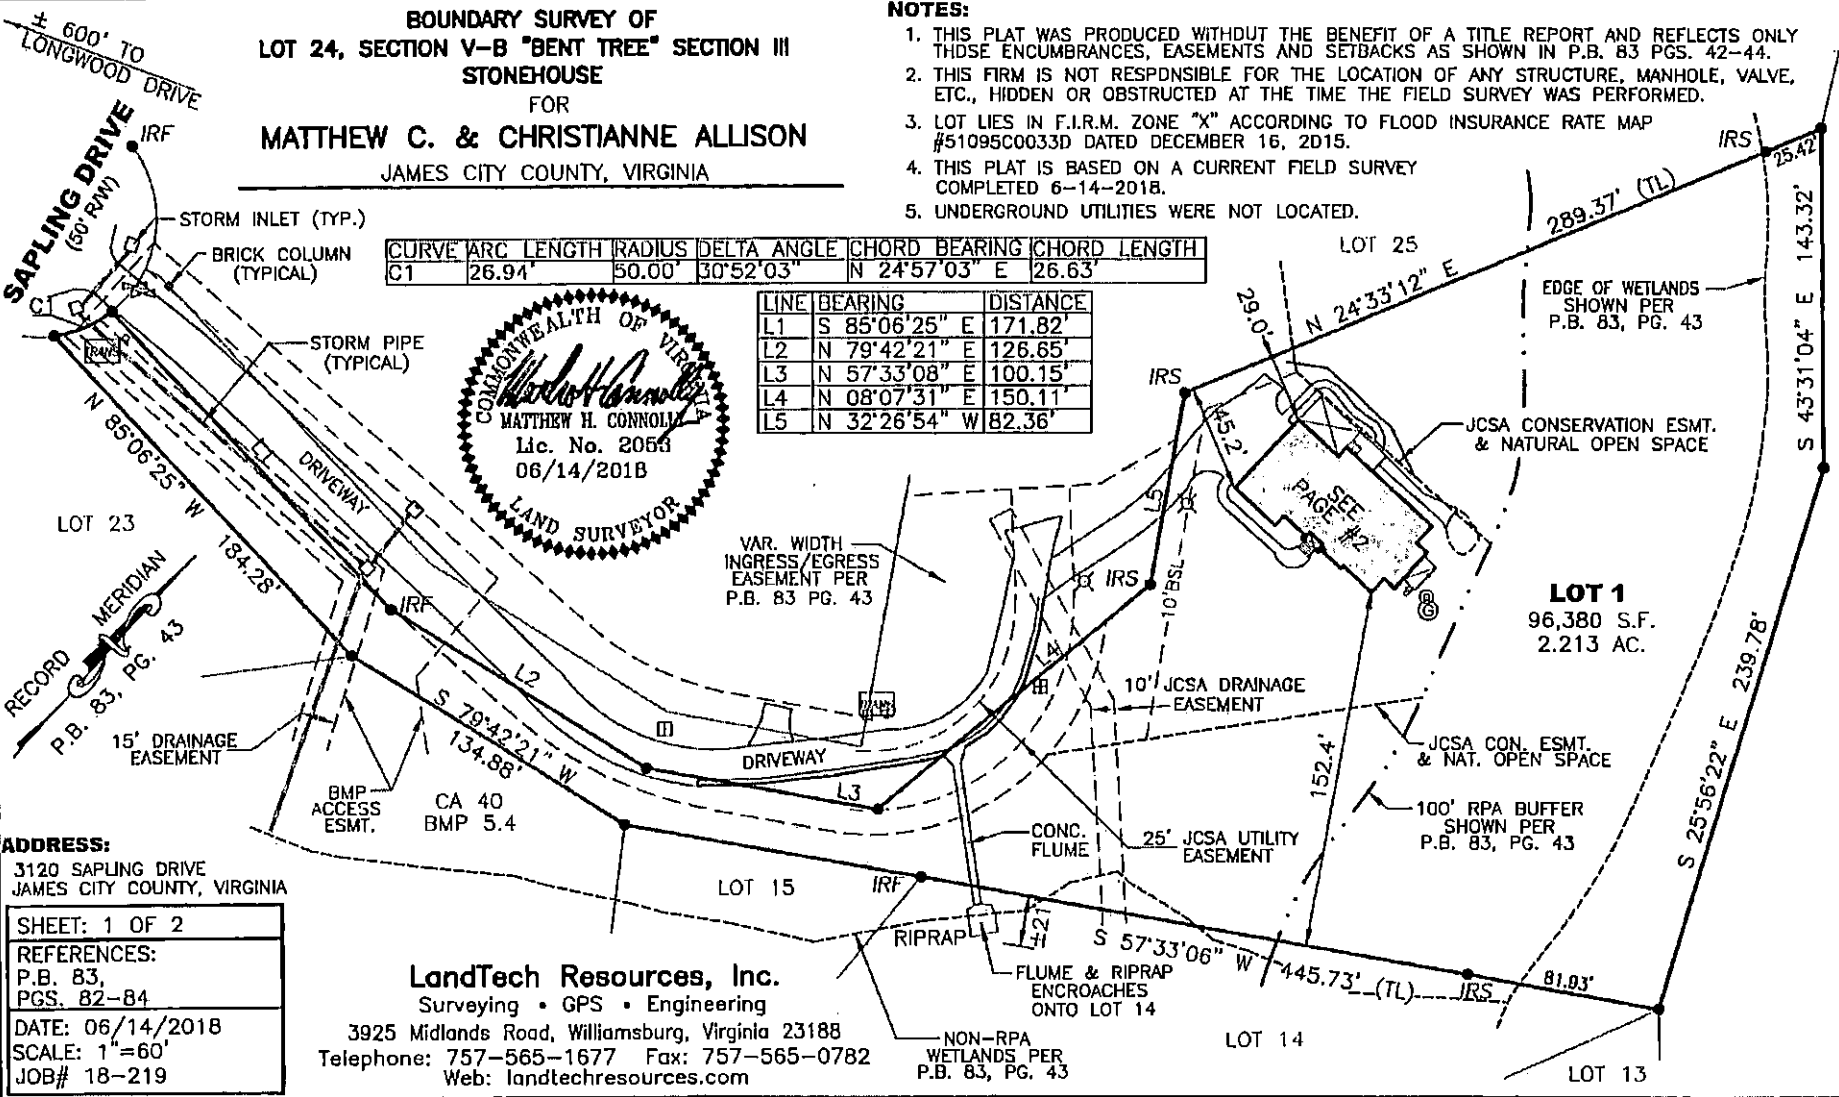 ± 600' TO
LONGWOOD DRIVE
BOUNDARY SURVEY OF
LOT 24, SECTION V-B "BENT TREE" SECTION III
STONEHOUSE
FOR
MATTHEW C. & CHRISTIANNE ALLISON
JAMES CITY COUNTY, VIRGINIA
NOTES:
1. THIS PLAT WAS PRODUCED WITHOUT THE BENEFIT OF A TITLE REPORT AND REFLECTS ONLY
THOSE ENCUMBRANCES, EASEMENTS AND SETBACKS AS SHOWN IN P.B. 83 PGS. 42-44.
2. THIS FIRM IS NOT RESPONSIBLE FOR THE LOCATION OF ANY STRUCTURE, MANHOLE, VALVE,
ETC., HIDDEN OR OBSTRUCTED AT THE TIME THE FIELD SURVEY WAS PERFORMED.
3. LOT LIES IN F.I.R.M. ZONE "X" ACCORDING TO FLOOD INSURANCE RATE MAP
#51095C0033D DATED DECEMBER 16, 2015.
4. THIS PLAT IS BASED ON A CURRENT FIELD SURVEY
COMPLETED 6-14-2018.
5. UNDERGROUND UTILITIES WERE NOT LOCATED.
SAPLING DRIVE
(50' R/W)
IRF
STORM INLET (TYP.)
BRICK COLUMN
(TYPICAL)
STORM PIPE
(TYPICAL)
CURVE ARC LENGTH RADIUS DELTA ANGLE CHORD BEARING CHORD LENGTH
C1 26.94' 50.00' 30°52'03" N 24°57'03" E 26.63'
LINE BEARING DISTANCE
L1 S 85°06'25" E 171.82'
L2 N 79°42'21" E 126.65'
L3 N 57°33'08" E 100.15'
L4 N 08°07'31" E 150.11'
L5 N 32°26'54" W 82.36'
COMMONWEALTH OF VIRGINIA
MATTHEW H. CONNOLLY
Lic. No. 2053
06/14/2018
LAND SURVEYOR
IRS
25.42'
289.37' (TL)
N 24°33'12" E
LOT 25
S 43°31'04" E 143.32'
EDGE OF WETLANDS
SHOWN PER
P.B. 83, PG. 43
29.0'
IRS
45.2'
JCSA CONSERVATION ESMT.
& NATURAL OPEN SPACE
SEE
PAGE
#2
LOT 1
96,380 S.F.
2.213 AC.
S 25°56'22" E 239.78'
TRANS
N 85°06'25" W
184.28'
L1
DRIVEWAY
LOT 23
RECORD MERIDIAN
P.B. 83, PG. 43
IRF
VAR. WIDTH
INGRESS/EGRESS
EASEMENT PER
P.B. 83 PG. 43
L5
IRS
10' BSL
L4
L2
10' JCSA DRAINAGE
EASEMENT
152.4'
JCSA CON. ESMT.
& NAT. OPEN SPACE
100' RPA BUFFER
SHOWN PER
P.B. 83, PG. 43
S 79°42'21" W
134.88'
15' DRAINAGE
EASEMENT
BMP
ACCESS
ESMT.
CA 40
BMP 5.4
TRANS
DRIVEWAY
L3
CONC.
FLUME
25' JCSA UTILITY
EASEMENT
LOT 15
IRF
RIPRAP
±21'
S 57°33'06" W
445.73' (TL)
IRS
81.93'
FLUME & RIPRAP
ENCROACHES
ONTO LOT 14
NON-RPA
WETLANDS PER
P.B. 83, PG. 43
LOT 14
LOT 13
ADDRESS:
3120 SAPLING DRIVE
JAMES CITY COUNTY, VIRGINIA
SHEET: 1 OF 2
REFERENCES:
P.B. 83,
PGS. 82-84
DATE: 06/14/2018
SCALE: 1"=60'
JOB# 18-219
LandTech Resources, Inc.
Surveying • GPS • Engineering
3925 Midlands Road, Williamsburg, Virginia 23188
Telephone: 757-565-1677 Fax: 757-565-0782
Web: landtechresources.com